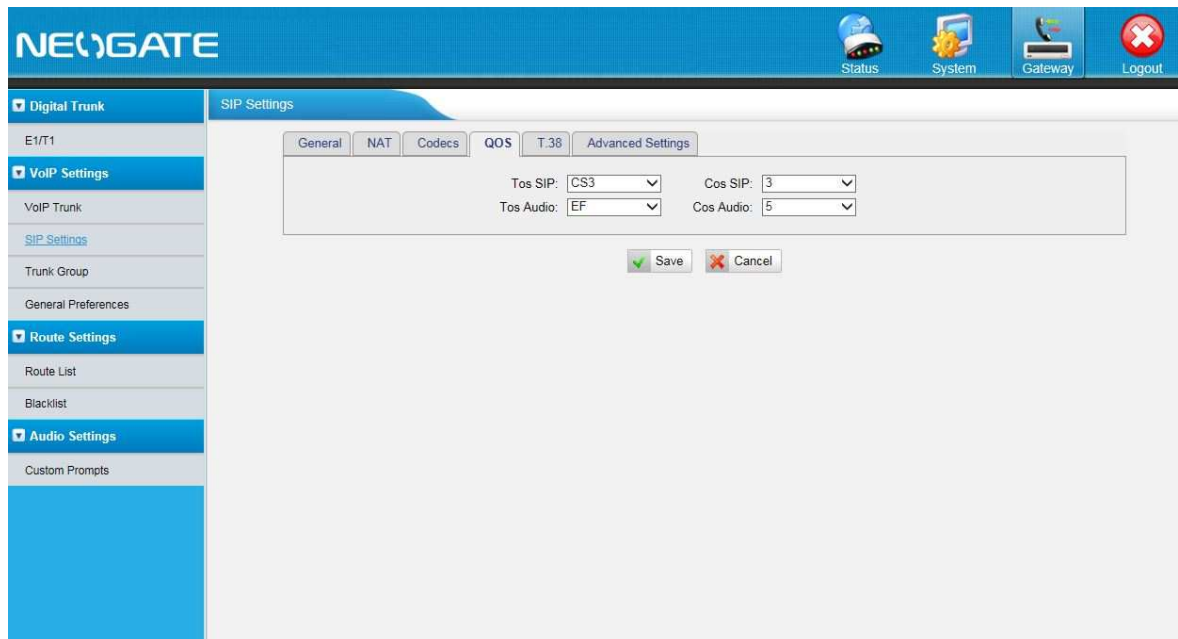 NEOGATE
Status
System
Gateway
Logout
Digital Trunk
E1/T1
VoIP Settings
VoIP Trunk
SIP Settings
Trunk Group
General Preferences
Route Settings
Route List
Blacklist
Audio Settings
Custom Prompts
SIP Settings
General NAT Codecs QOS T.38 Advanced Settings
Tos SIP: CS3 Cos SIP: 3
Tos Audio: EF Cos Audio: 5
Save Cancel